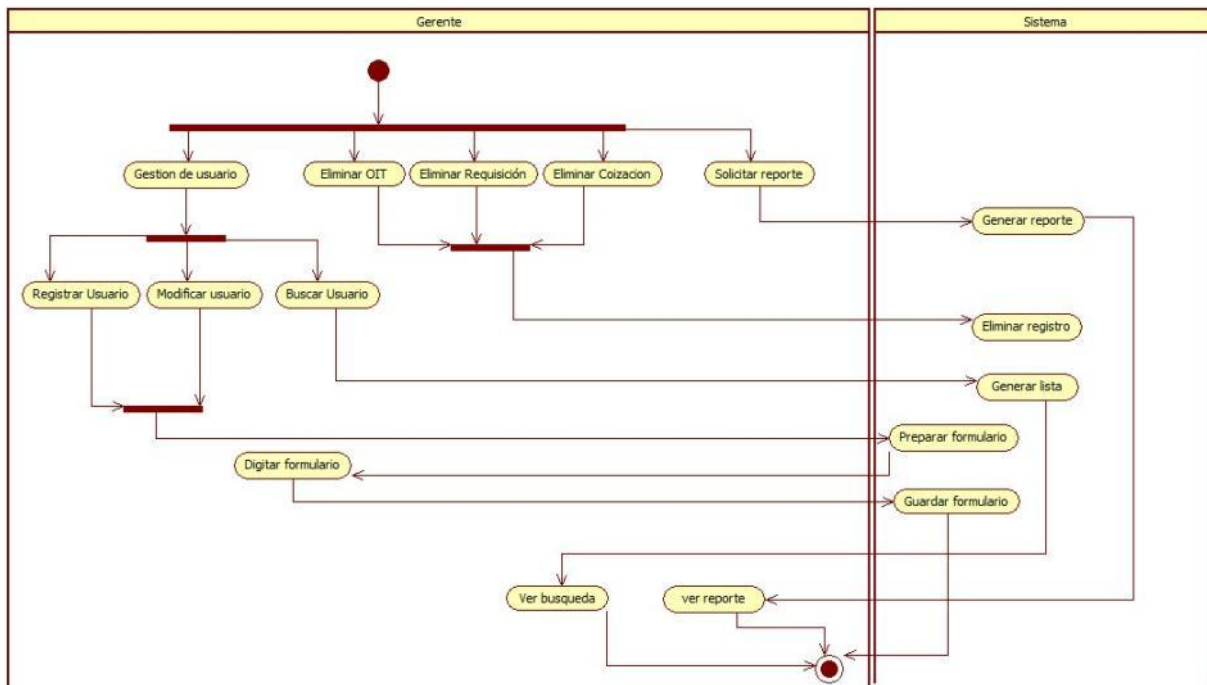 Gerente
Sistema
Gestion de usuario
Eliminar OIT
Eliminar Requisición
Eliminar Coizacion
Solicitar reporte
Generar reporte
Registrar Usuario
Modificar usuario
Buscar Usuario
Eliminar registro
Generar lista
Preparar formulario
Digitar formulario
Guardar formulario
Ver busqueda
ver reporte